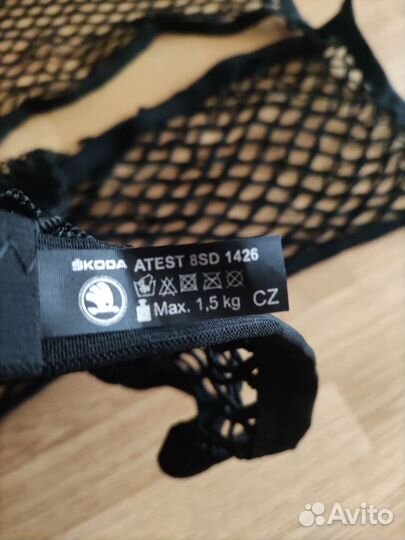 ŠKODA ATEST 8SD 1426
Max. 1,5 kg CZ
Avito